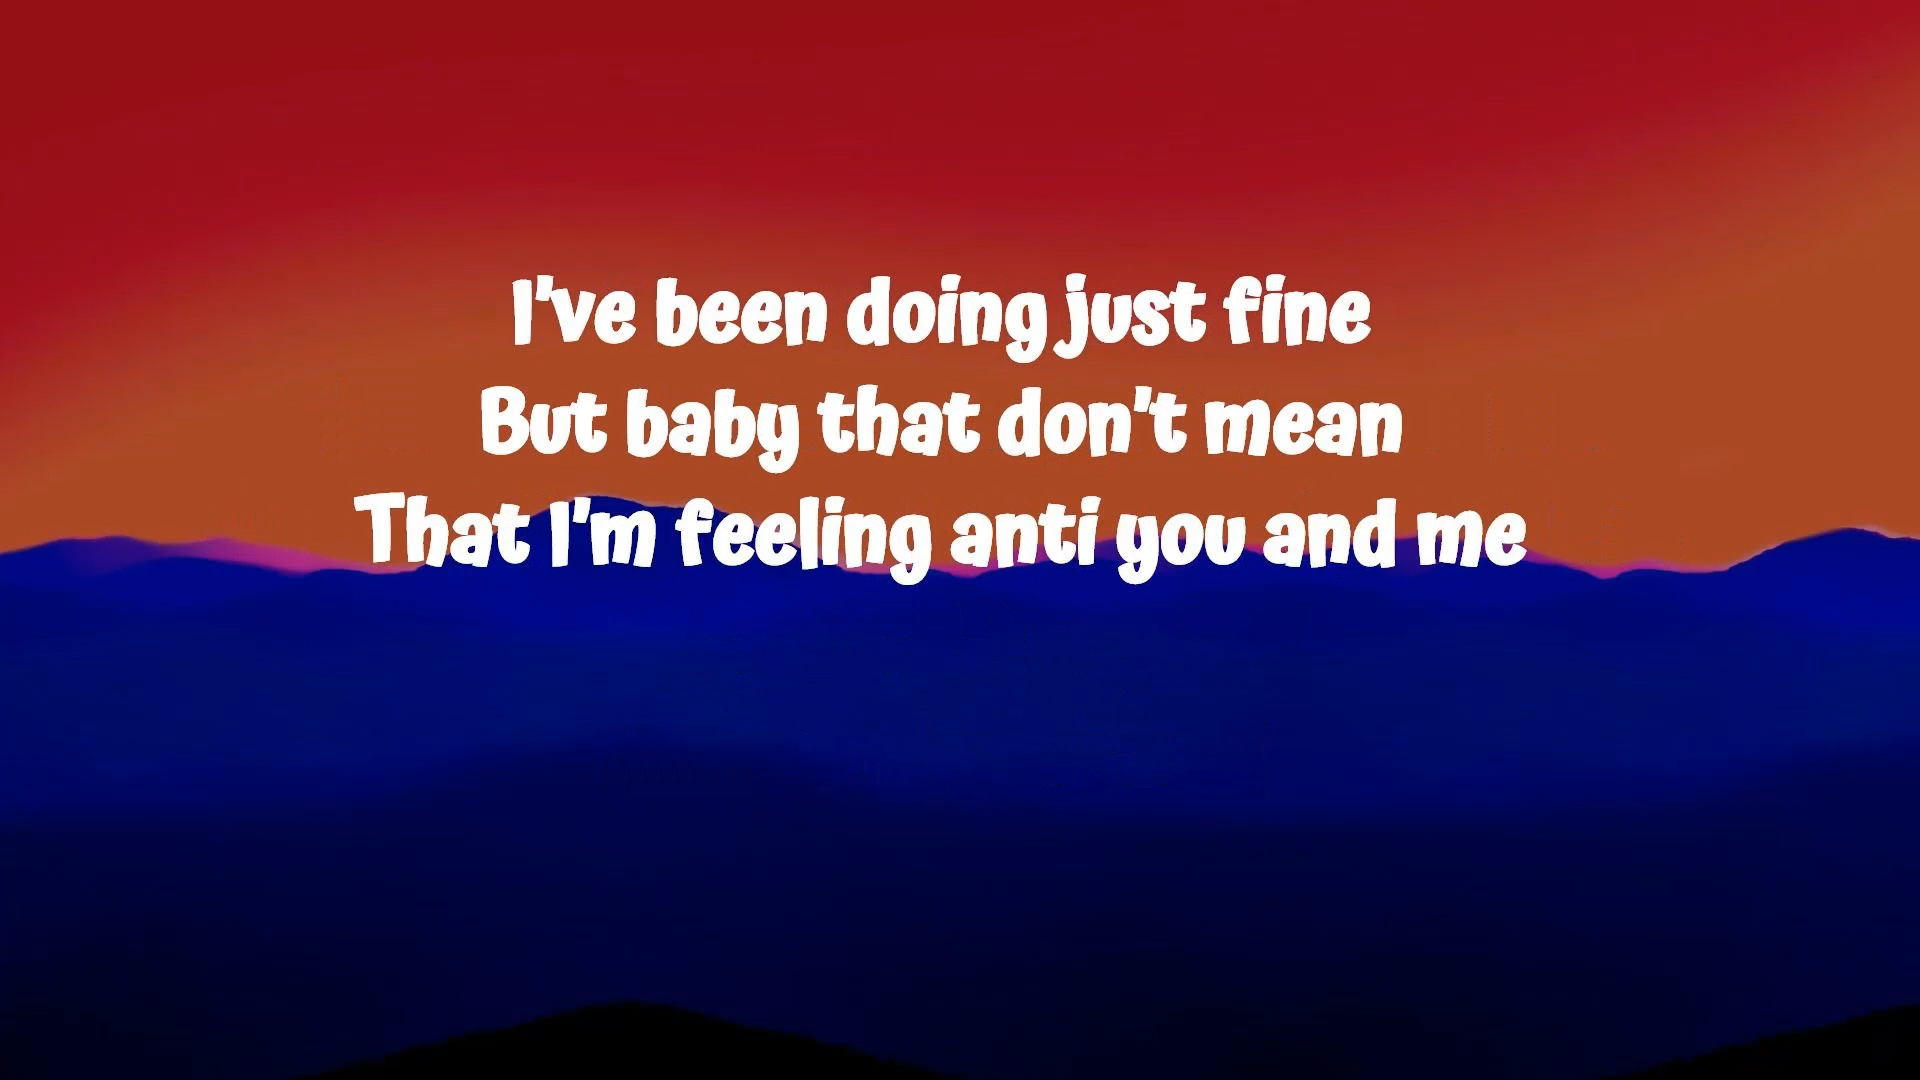 I've been doing just fine
But baby that don't mean
That I'm feeling anti you and me